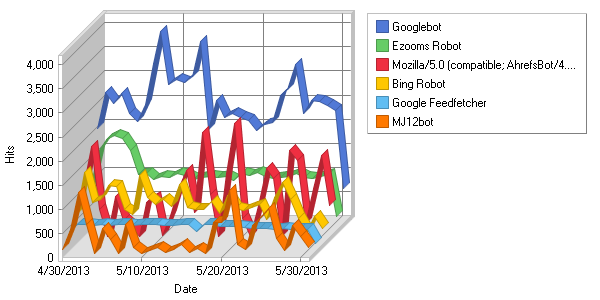 Googlebot
Ezooms Robot
Mozilla/5.0 (compatible; AhrefsBot/4....
Bing Robot
Google Feedfetcher
MJ12bot
4,000
3,500
3,000
2,500
2,000
1,500
1,000
500
0
Hits
4/30/2013 5/10/2013 5/20/2013 5/30/2013
Date